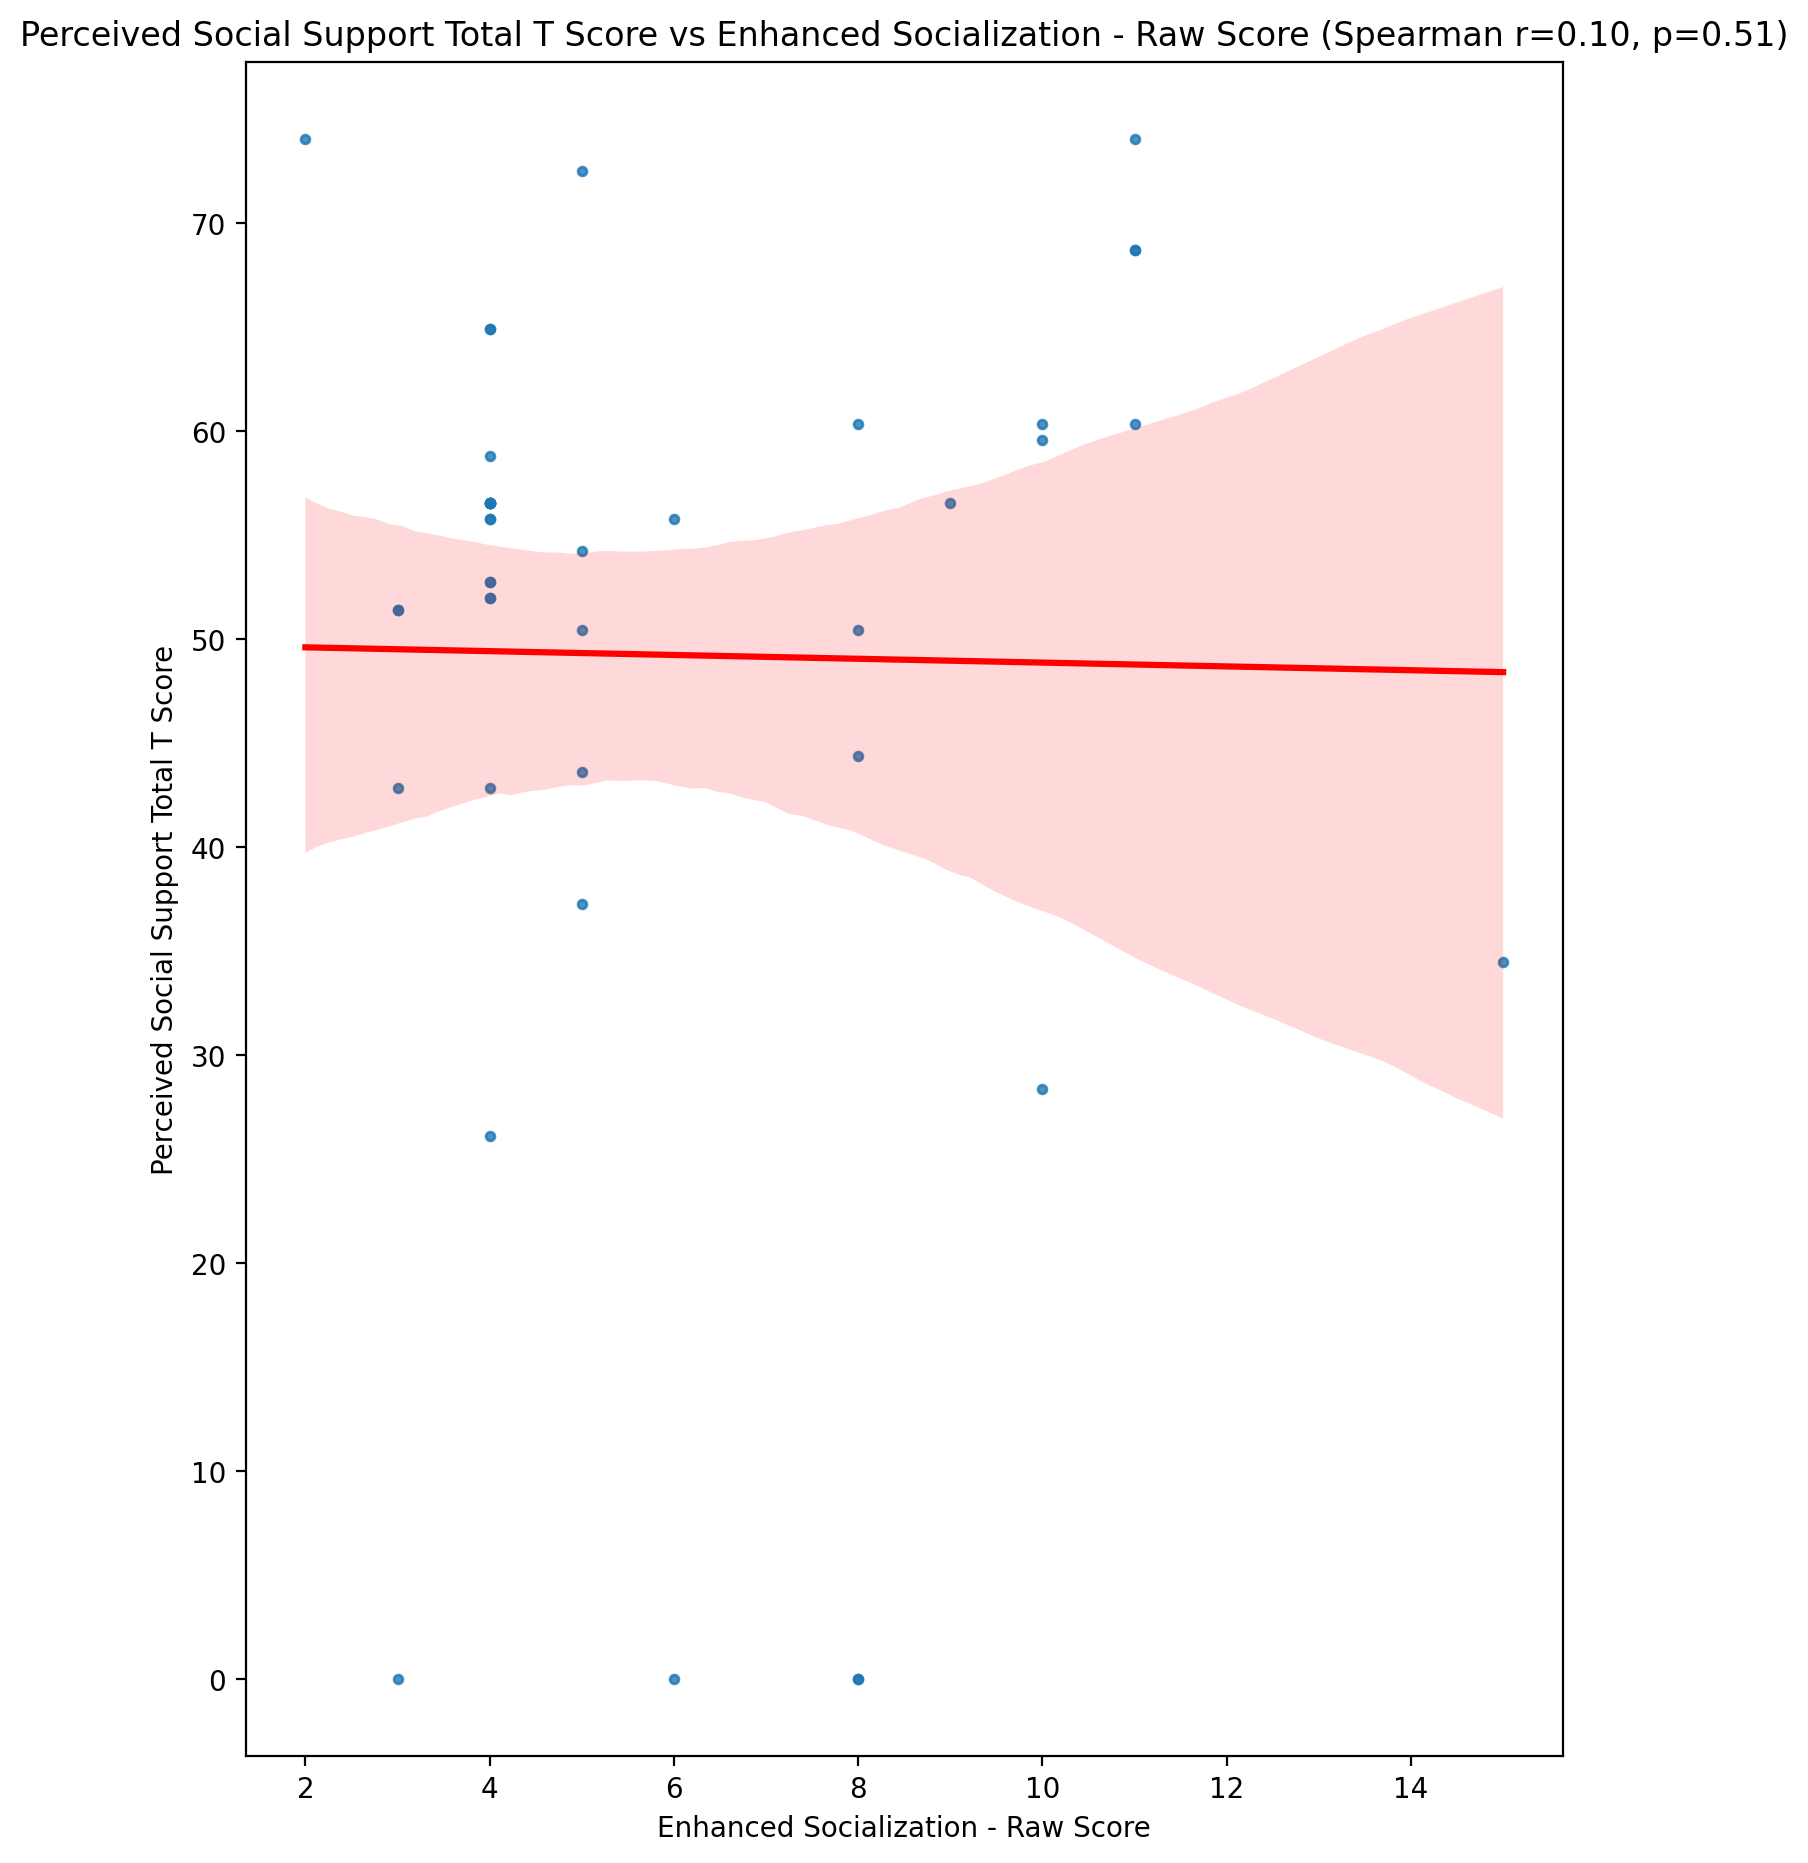 Perceived Social Support Total T Score vs Enhanced Socialization - Raw Score (Spearman r=0.10, p=0.51)
Perceived Social Support Total T Score
70
60
50
40
30
20
10
0
2 4 6 8 10 12 14
Enhanced Socialization - Raw Score